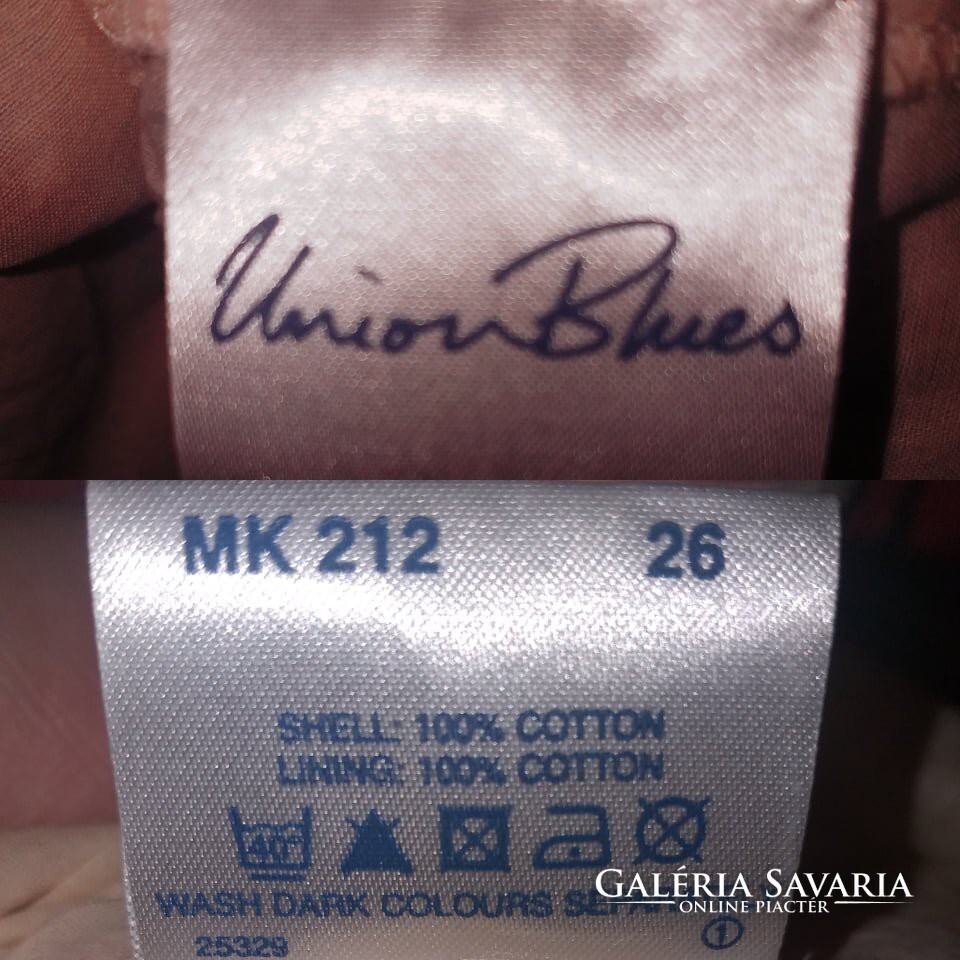 Union Blues
MK 212 26
SHELL: 100% COTTON
LINING: 100% COTTON
40°
WASH DARK COLOURS
25329 1
GALÉRIA SAVARIA
ONLINE PIACTÉR